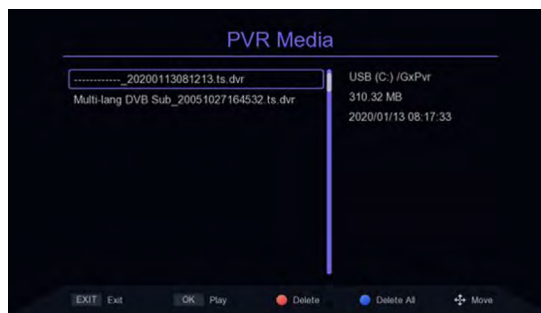 PVR Media
------------_20200113081213.ts.dvr
Multi-lang DVB Sub_20051027164532.ts.dvr
USB (C:) /GxPvr
310.32 MB
2020/01/13 08:17:33
EXIT Exit OK Play Delete Delete All Move